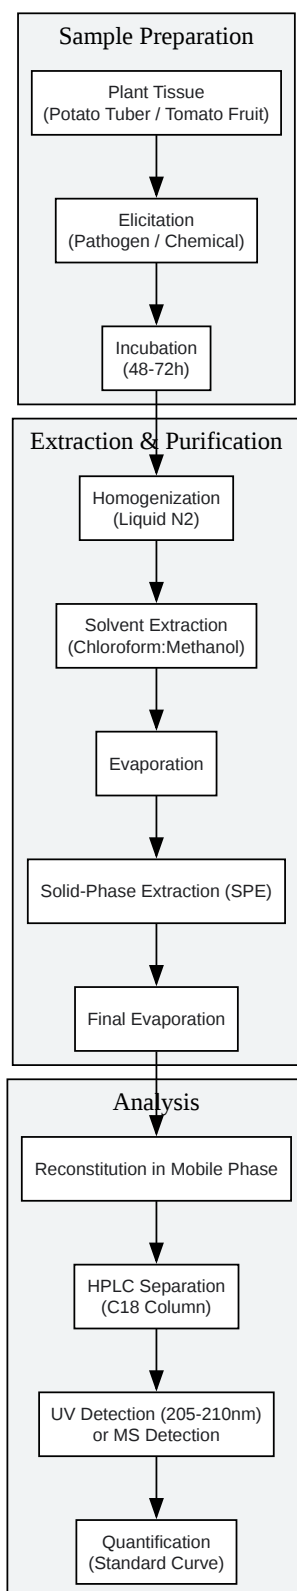 Sample Preparation
Plant Tissue
(Potato Tuber / Tomato Fruit)
Elicitation
(Pathogen / Chemical)
Incubation
(48-72h)
Extraction & Purification
Homogenization
(Liquid N2)
Solvent Extraction
(Chloroform:Methanol)
Evaporation
Solid-Phase Extraction (SPE)
Final Evaporation
Analysis
Reconstitution in Mobile Phase
HPLC Separation
(C18 Column)
UV Detection (205-210nm)
or MS Detection
Quantification
(Standard Curve)